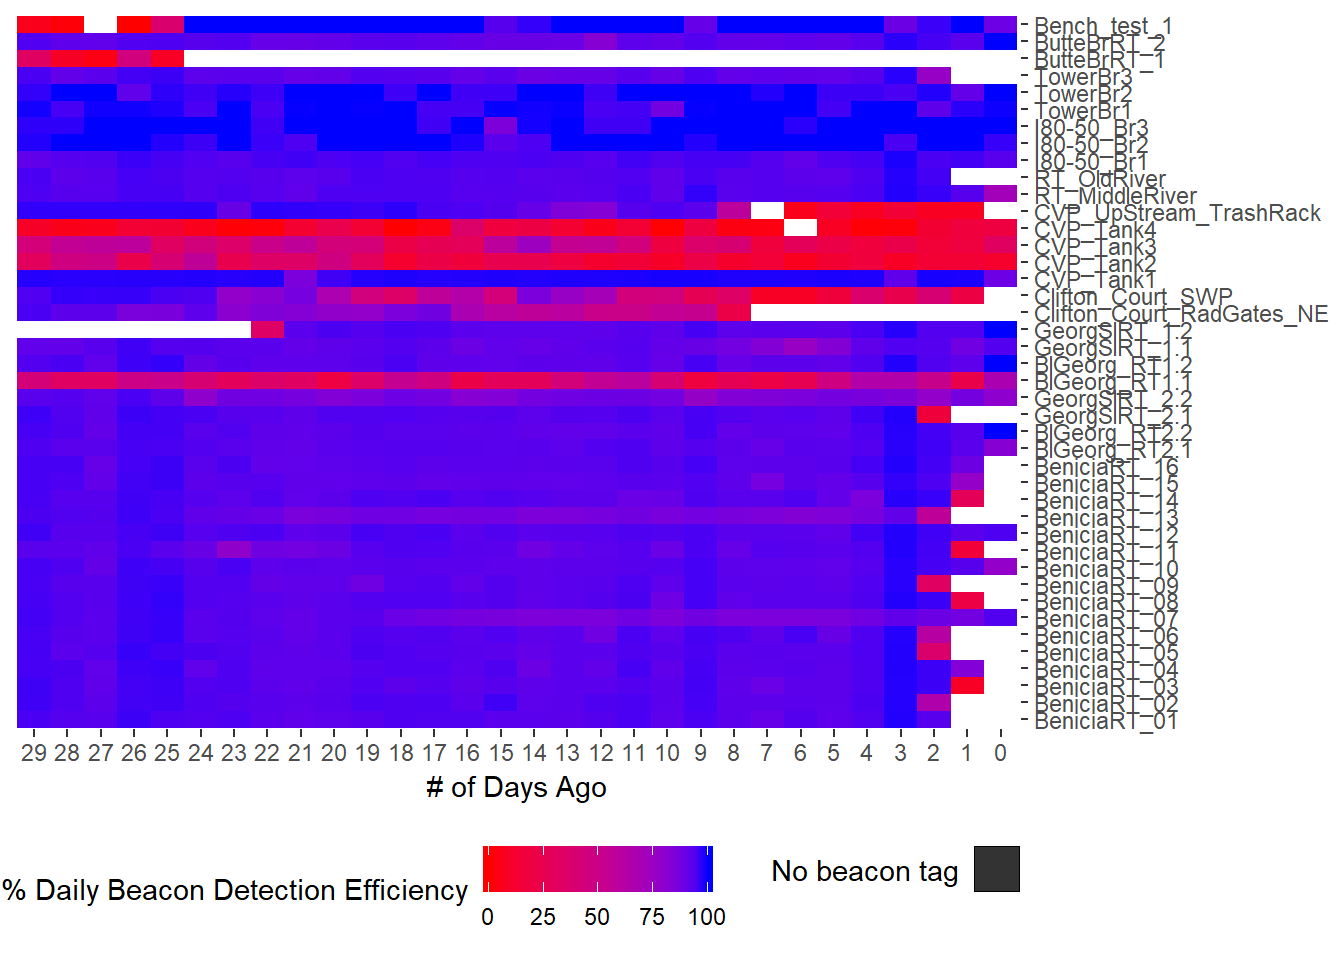 Bench_test_1
ButteBrRT_2
ButteBrRT_1
TowerBr3
TowerBr2
TowerBr1
I80-50_Br3
I80-50_Br2
I80-50_Br1
RT_OldRiver
RT_MiddleRiver
CVP_UpStream_TrashRack
CVP_Tank4
CVP_Tank3
CVP_Tank2
CVP_Tank1
Clifton_Court_SWP
Clifton_Court_RadGates_NE
GeorgSlRT_1.2
GeorgSlRT_1.1
BlGeorg_RT1.2
BlGeorg_RT1.1
GeorgSlRT_2.2
GeorgSlRT_2.1
BlGeorg_RT2.2
BlGeorg_RT2.1
BeniciaRT_16
BeniciaRT_15
BeniciaRT_14
BeniciaRT_13
BeniciaRT_12
BeniciaRT_11
BeniciaRT_10
BeniciaRT_09
BeniciaRT_08
BeniciaRT_07
BeniciaRT_06
BeniciaRT_05
BeniciaRT_04
BeniciaRT_03
BeniciaRT_02
BeniciaRT_01
29 28 27 26 25 24 23 22 21 20 19 18 17 16 15 14 13 12 11 10 9 8 7 6 5 4 3 2 1 0
# of Days Ago
% Daily Beacon Detection Efficiency
0 25 50 75 100
No beacon tag